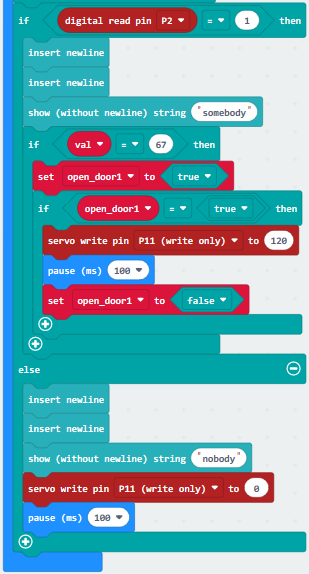 if digital read pin P2 = 1 then
insert newline
insert newline
show (without newline) string "somebody"
if val = 67 then
set open_door1 to true
if open_door1 = true then
servo write pin P11 (write only) to 120
pause (ms) 100
set open_door1 to false
else
insert newline
insert newline
show (without newline) string "nobody"
servo write pin P11 (write only) to 0
pause (ms) 100